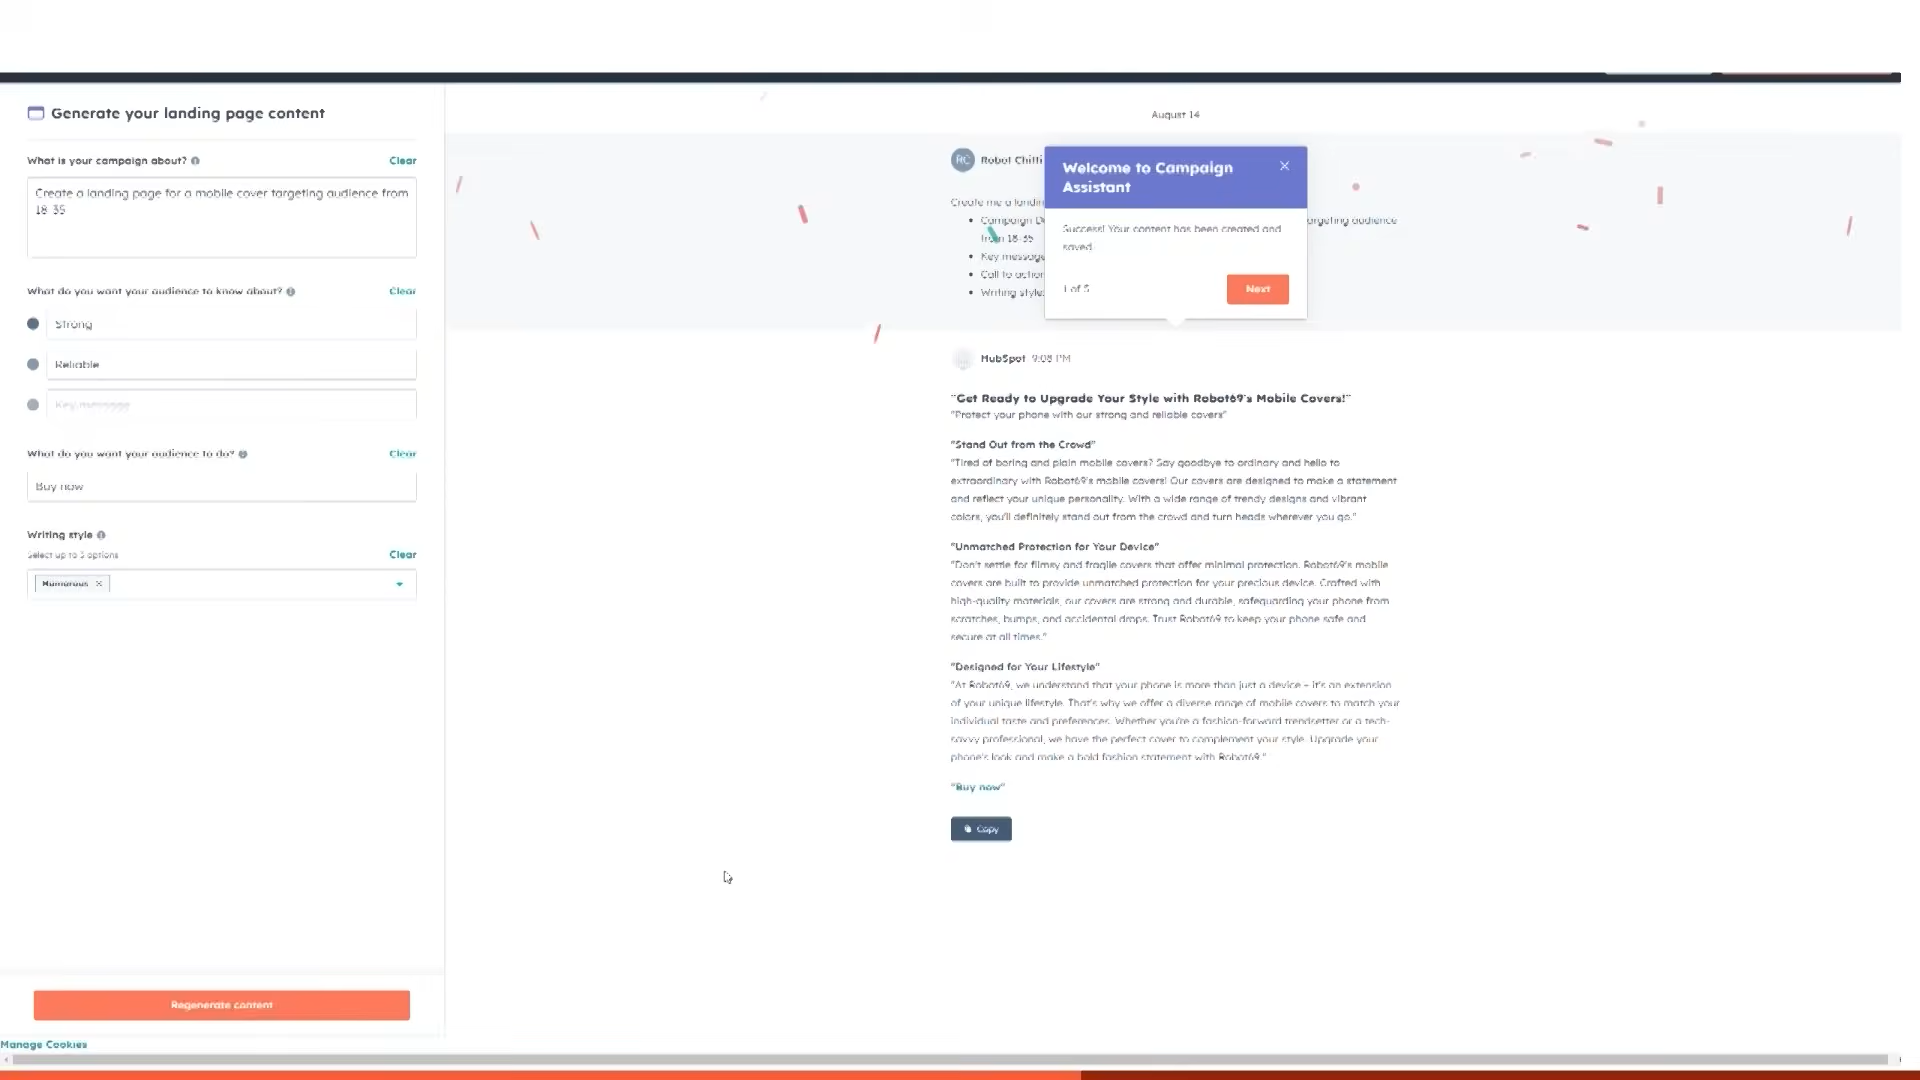 Generate your landing page content
What is your campaign about?
Clear
Create a landing page for a mobile cover targeting audience from
18-35
What do you want your audience to know about?
Clear
Strong
Reliable
Key message
What do you want your audience to do?
Clear
Buy now
Writing style
Select up to 3 options
Clear
Humorous
Regenerate content
Manage Cookies
August 14
RC
Robot Chitti
Create me a landin
Campaign De
argeting audience
from 18-35
Key message
Call to action
Writing style:
Welcome to Campaign
Assistant
Success! Your content has been created and
saved
1 of 5
Next
HubSpot 9:08 PM
"Get Ready to Upgrade Your Style with Robot69's Mobile Covers!"
"Protect your phone with our strong and reliable covers"
"Stand Out from the Crowd"
"Tired of boring and plain mobile covers? Say goodbye to ordinary and hello to
extraordinary with Robot69's mobile covers! Our covers are designed to make a statement
and reflect your unique personality. With a wide range of trendy designs and vibrant
colors, you'll definitely stand out from the crowd and turn heads wherever you go."
"Unmatched Protection for Your Device"
"Don't settle for flimsy and fragile covers that offer minimal protection. Robot69's mobile
covers are built to provide unmatched protection for your precious device. Crafted with
high-quality materials, our covers are strong and durable, safeguarding your phone from
scratches, bumps, and accidental drops. Trust Robot69 to keep your phone safe and
secure at all times."
"Designed for Your Lifestyle"
"At Robot69, we understand that your phone is more than just a device – it's an extension
of your unique lifestyle. That's why we offer a diverse range of mobile covers to match your
individual taste and preferences. Whether you're a fashion-forward trendsetter or a tech-
savvy professional, we have the perfect cover to complement your style. Upgrade your
phone's look and make a bold fashion statement with Robot69."
"Buy now"
Copy